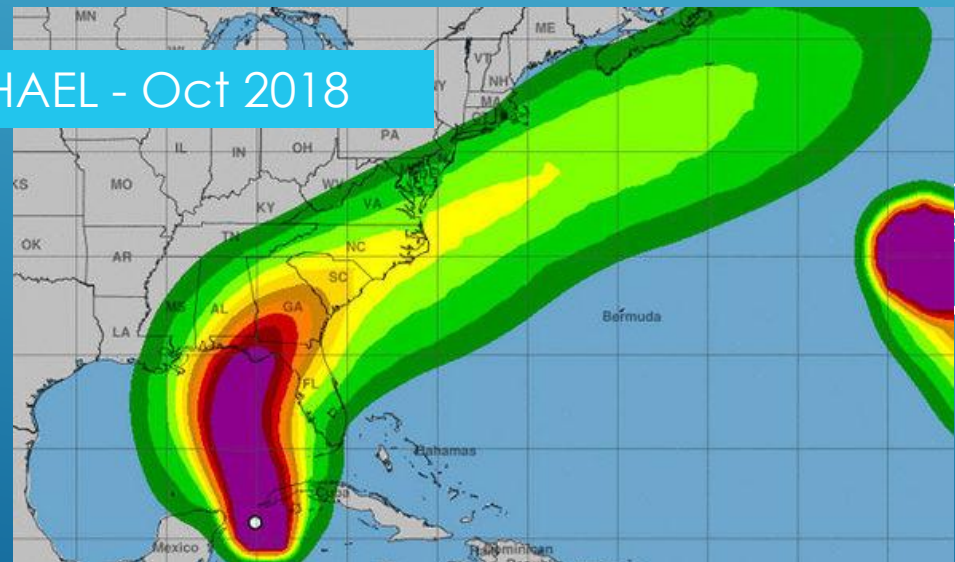 MN
ME
HAEL - Oct 2018
VT
NH
NY
MA
CT
PA
IL
IN
OH
KS
MO
WV
VA
KY
OK
TN
NC
AR
SC
MS
AL
GA
Bermuda
LA
FL
Bahamas
Cuba
Mexico
Dominican